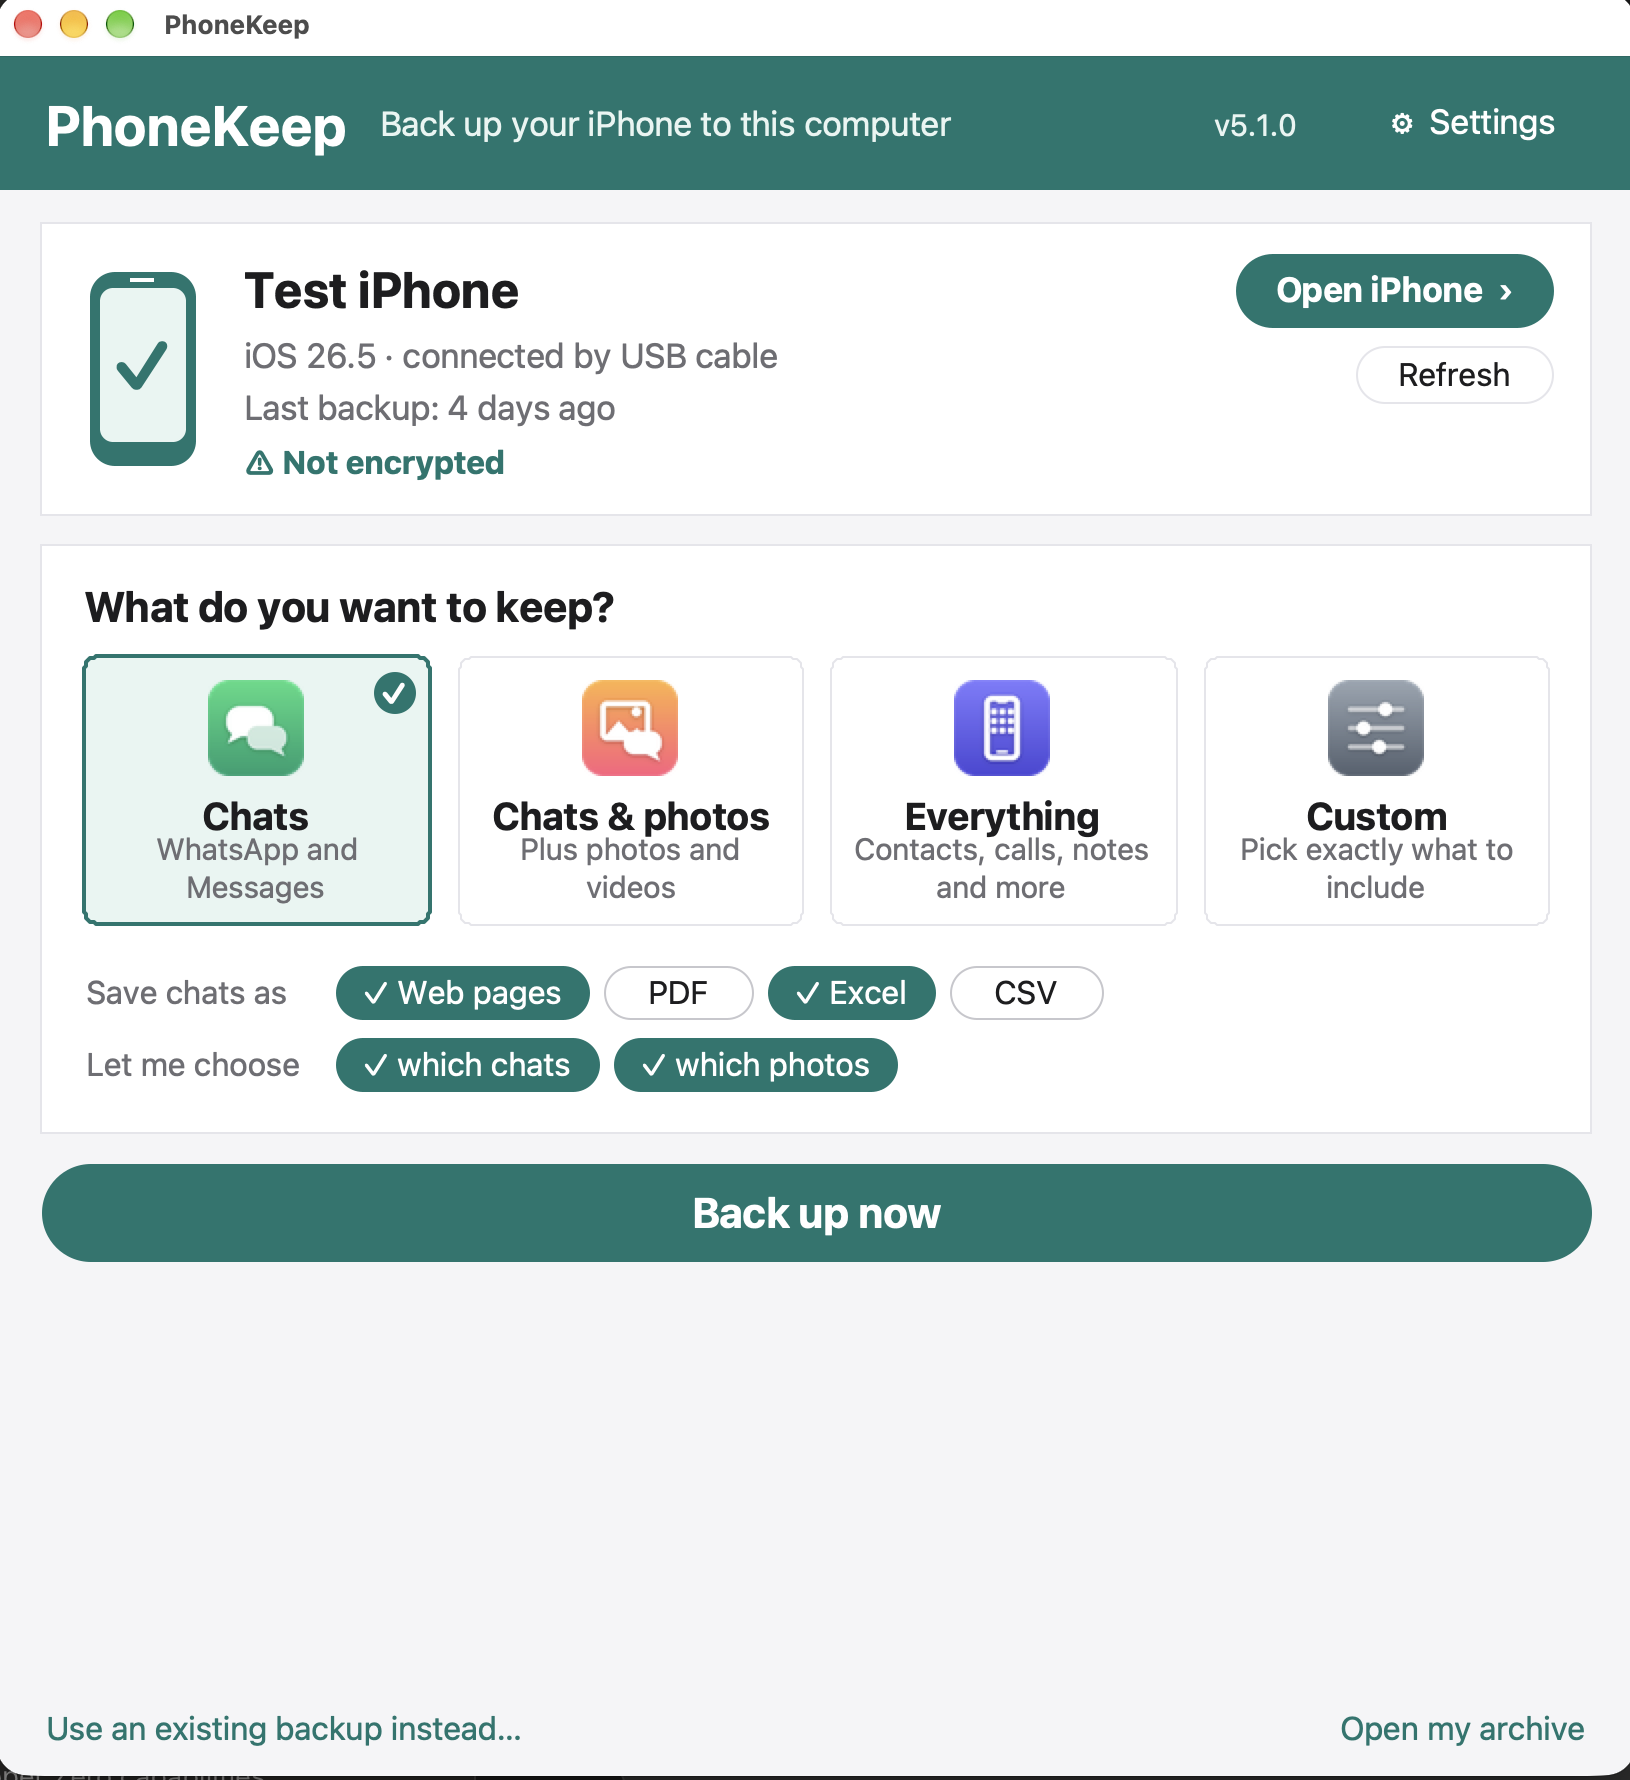 PhoneKeep
PhoneKeep Back up your iPhone to this computer v5.1.0 ⚙ Settings
Test iPhone
Open iPhone ›
iOS 26.5 · connected by USB cable
Refresh
Last backup: 4 days ago
⚠ Not encrypted
What do you want to keep?
Chats
WhatsApp and
Messages
Chats & photos
Plus photos and
videos
Everything
Contacts, calls, notes
and more
Custom
Pick exactly what to
include
Save chats as ✓ Web pages PDF ✓ Excel CSV
Let me choose ✓ which chats ✓ which photos
Back up now
Use an existing backup instead... Open my archive